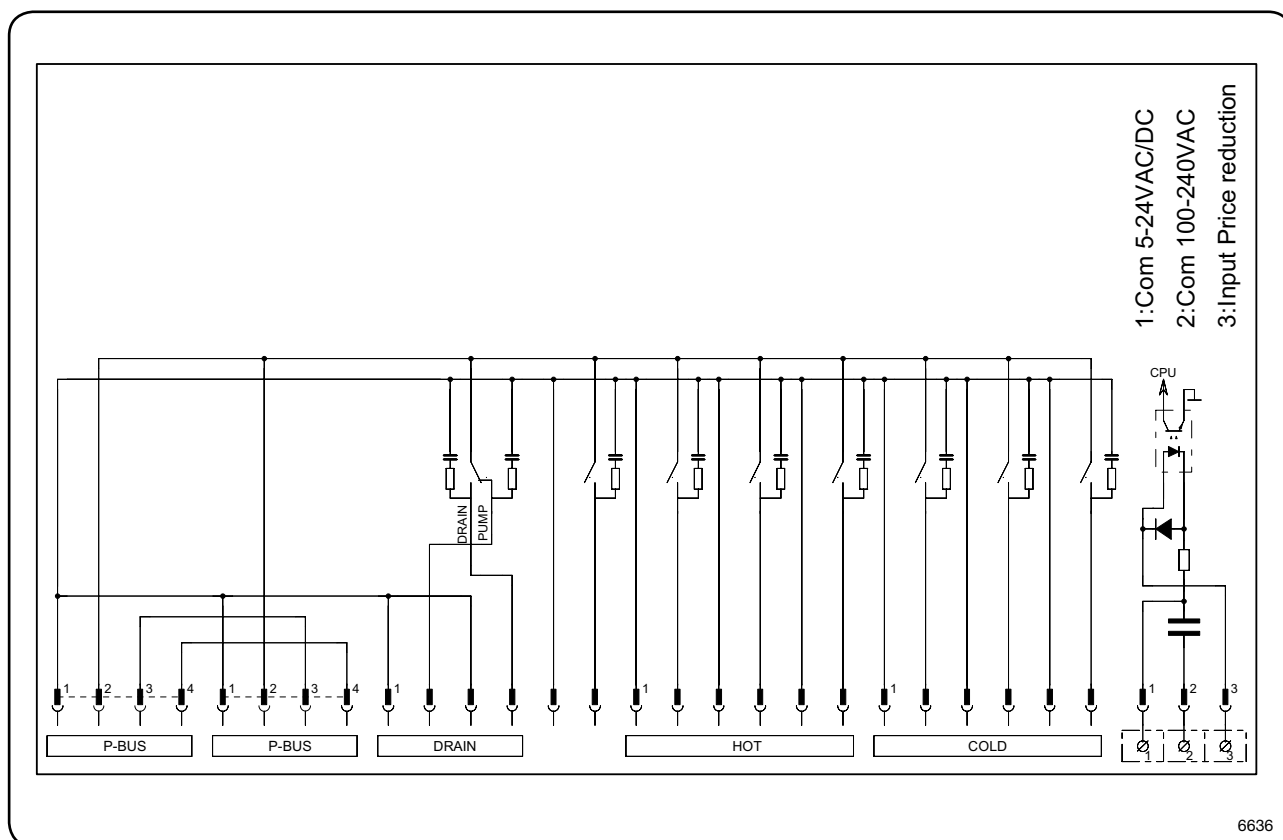 1:Com 5-24VAC/DC
2:Com 100-240VAC
3:Input Price reduction
CPU
DRAIN
PUMP
1 2 3 4 1 2 3 4 1 1 1 1 2 3
P-BUS P-BUS DRAIN HOT COLD 1 2 3
6636